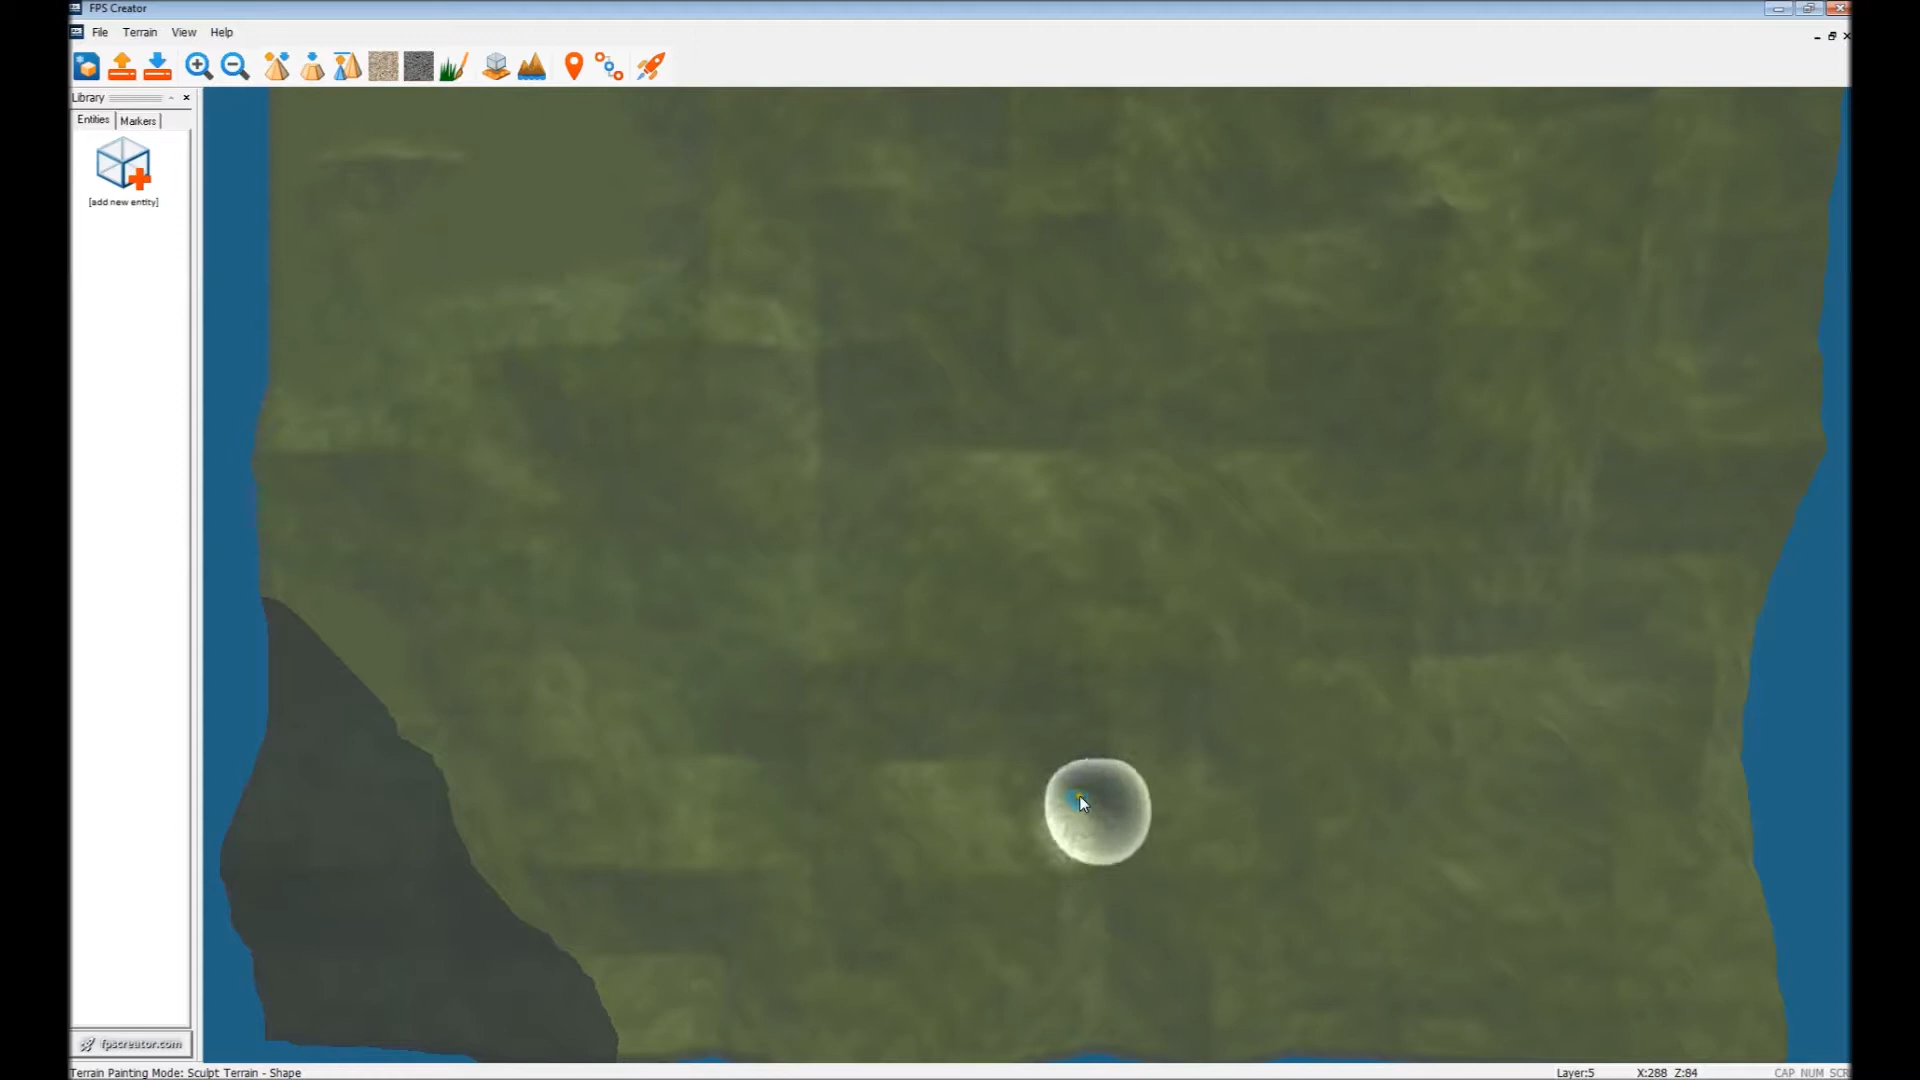 FPS Creator
File Terrain View Help
Library
Entities Markers
[add new entity]
fpscreator.com
Terrain Painting Mode: Sculpt Terrain - Shape Layer:5 X:288 Z:84 CAP NUM SCR